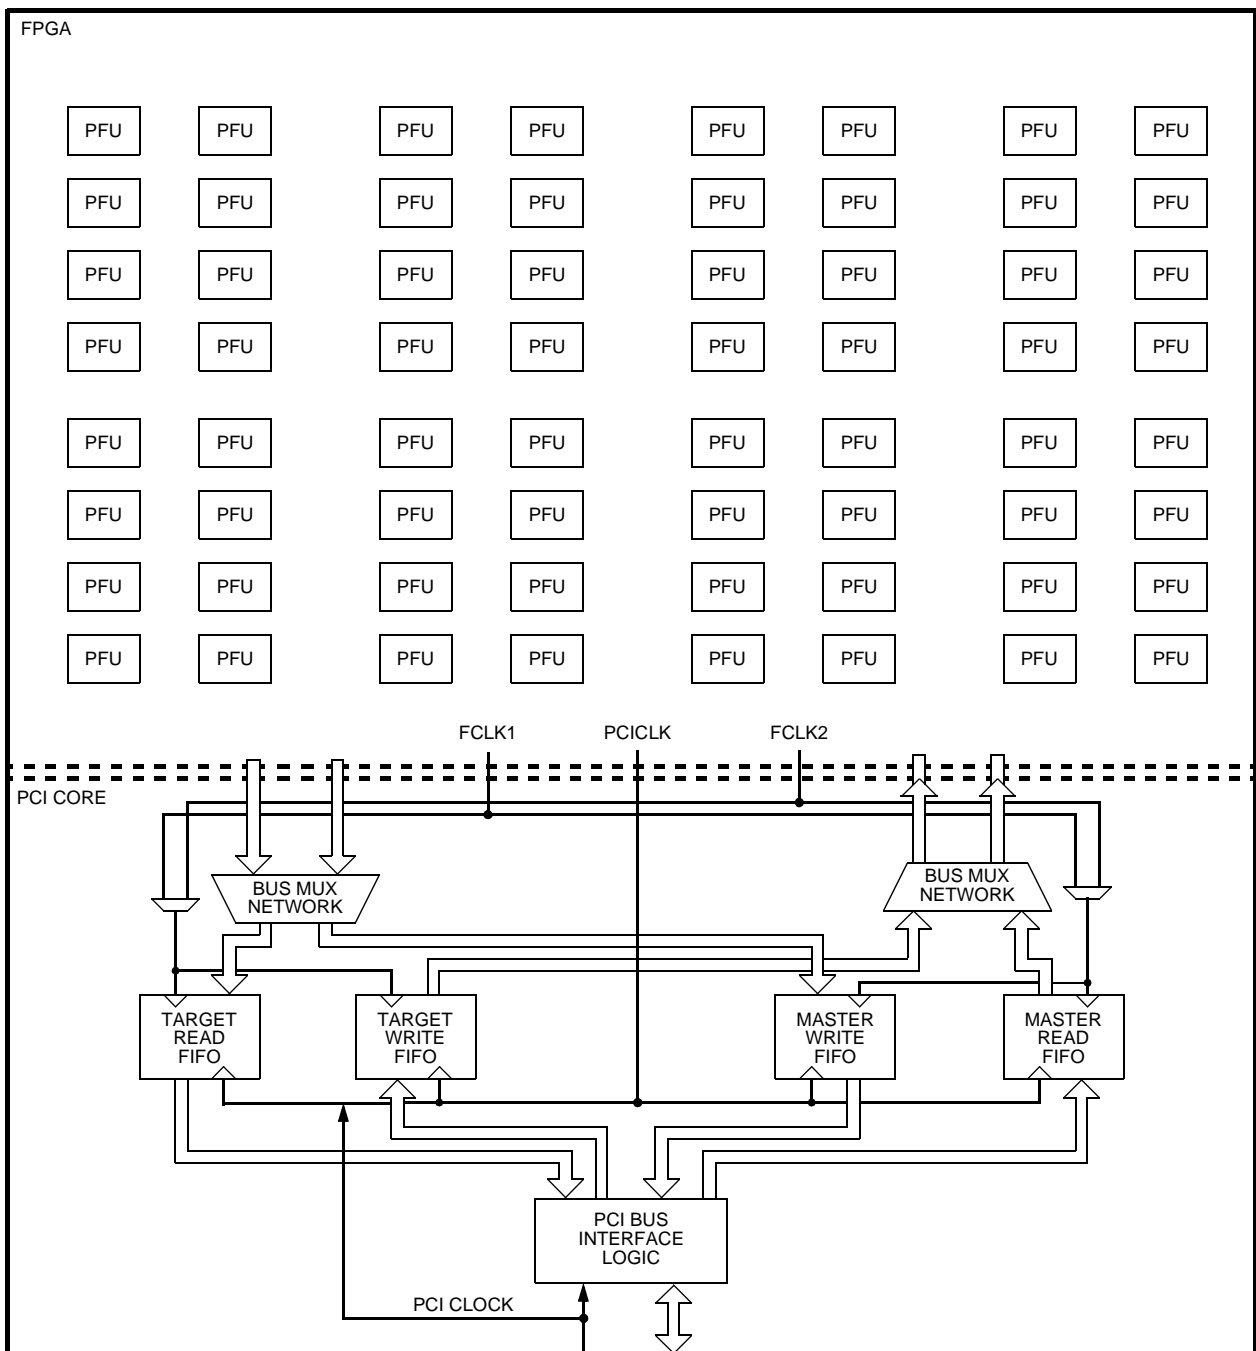 FPGA
PFU PFU PFU PFU PFU PFU PFU PFU
PFU PFU PFU PFU PFU PFU PFU PFU
PFU PFU PFU PFU PFU PFU PFU PFU
PFU PFU PFU PFU PFU PFU PFU PFU
PFU PFU PFU PFU PFU PFU PFU PFU
PFU PFU PFU PFU PFU PFU PFU PFU
PFU PFU PFU PFU PFU PFU PFU PFU
PFU PFU PFU PFU PFU PFU PFU PFU
FCLK1 PCICLK FCLK2
PCI CORE
BUS MUX
NETWORK
BUS MUX
NETWORK
TARGET
READ
FIFO
TARGET
WRITE
FIFO
MASTER
WRITE
FIFO
MASTER
READ
FIFO
PCI BUS
INTERFACE
LOGIC
PCI CLOCK